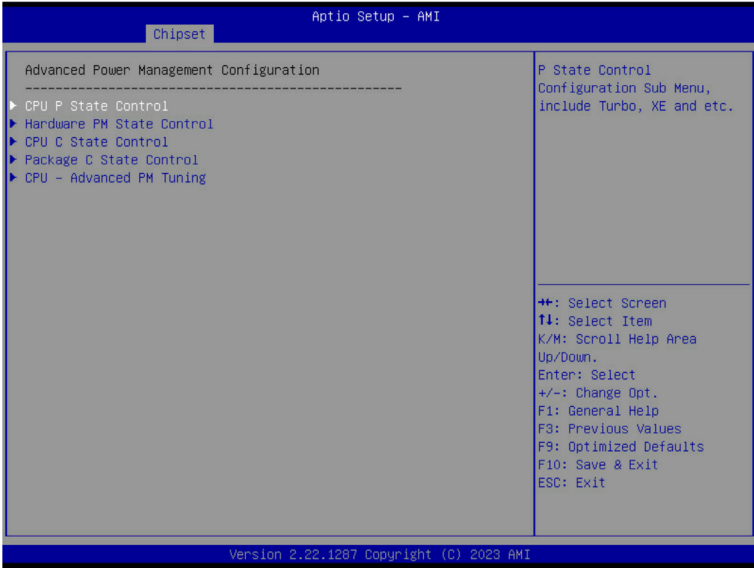 Aptio Setup – AMI
Chipset
Advanced Power Management Configuration
--------------------------------------------------
CPU P State Control
Hardware PM State Control
CPU C State Control
Package C State Control
CPU – Advanced PM Tuning
P State Control
Configuration Sub Menu,
include Turbo, XE and etc.
→←: Select Screen
↑↓: Select Item
K/M: Scroll Help Area
Up/Down.
Enter: Select
+/-: Change Opt.
F1: General Help
F3: Previous Values
F9: Optimized Defaults
F10: Save & Exit
ESC: Exit
Version 2.22.1287 Copyright (C) 2023 AMI